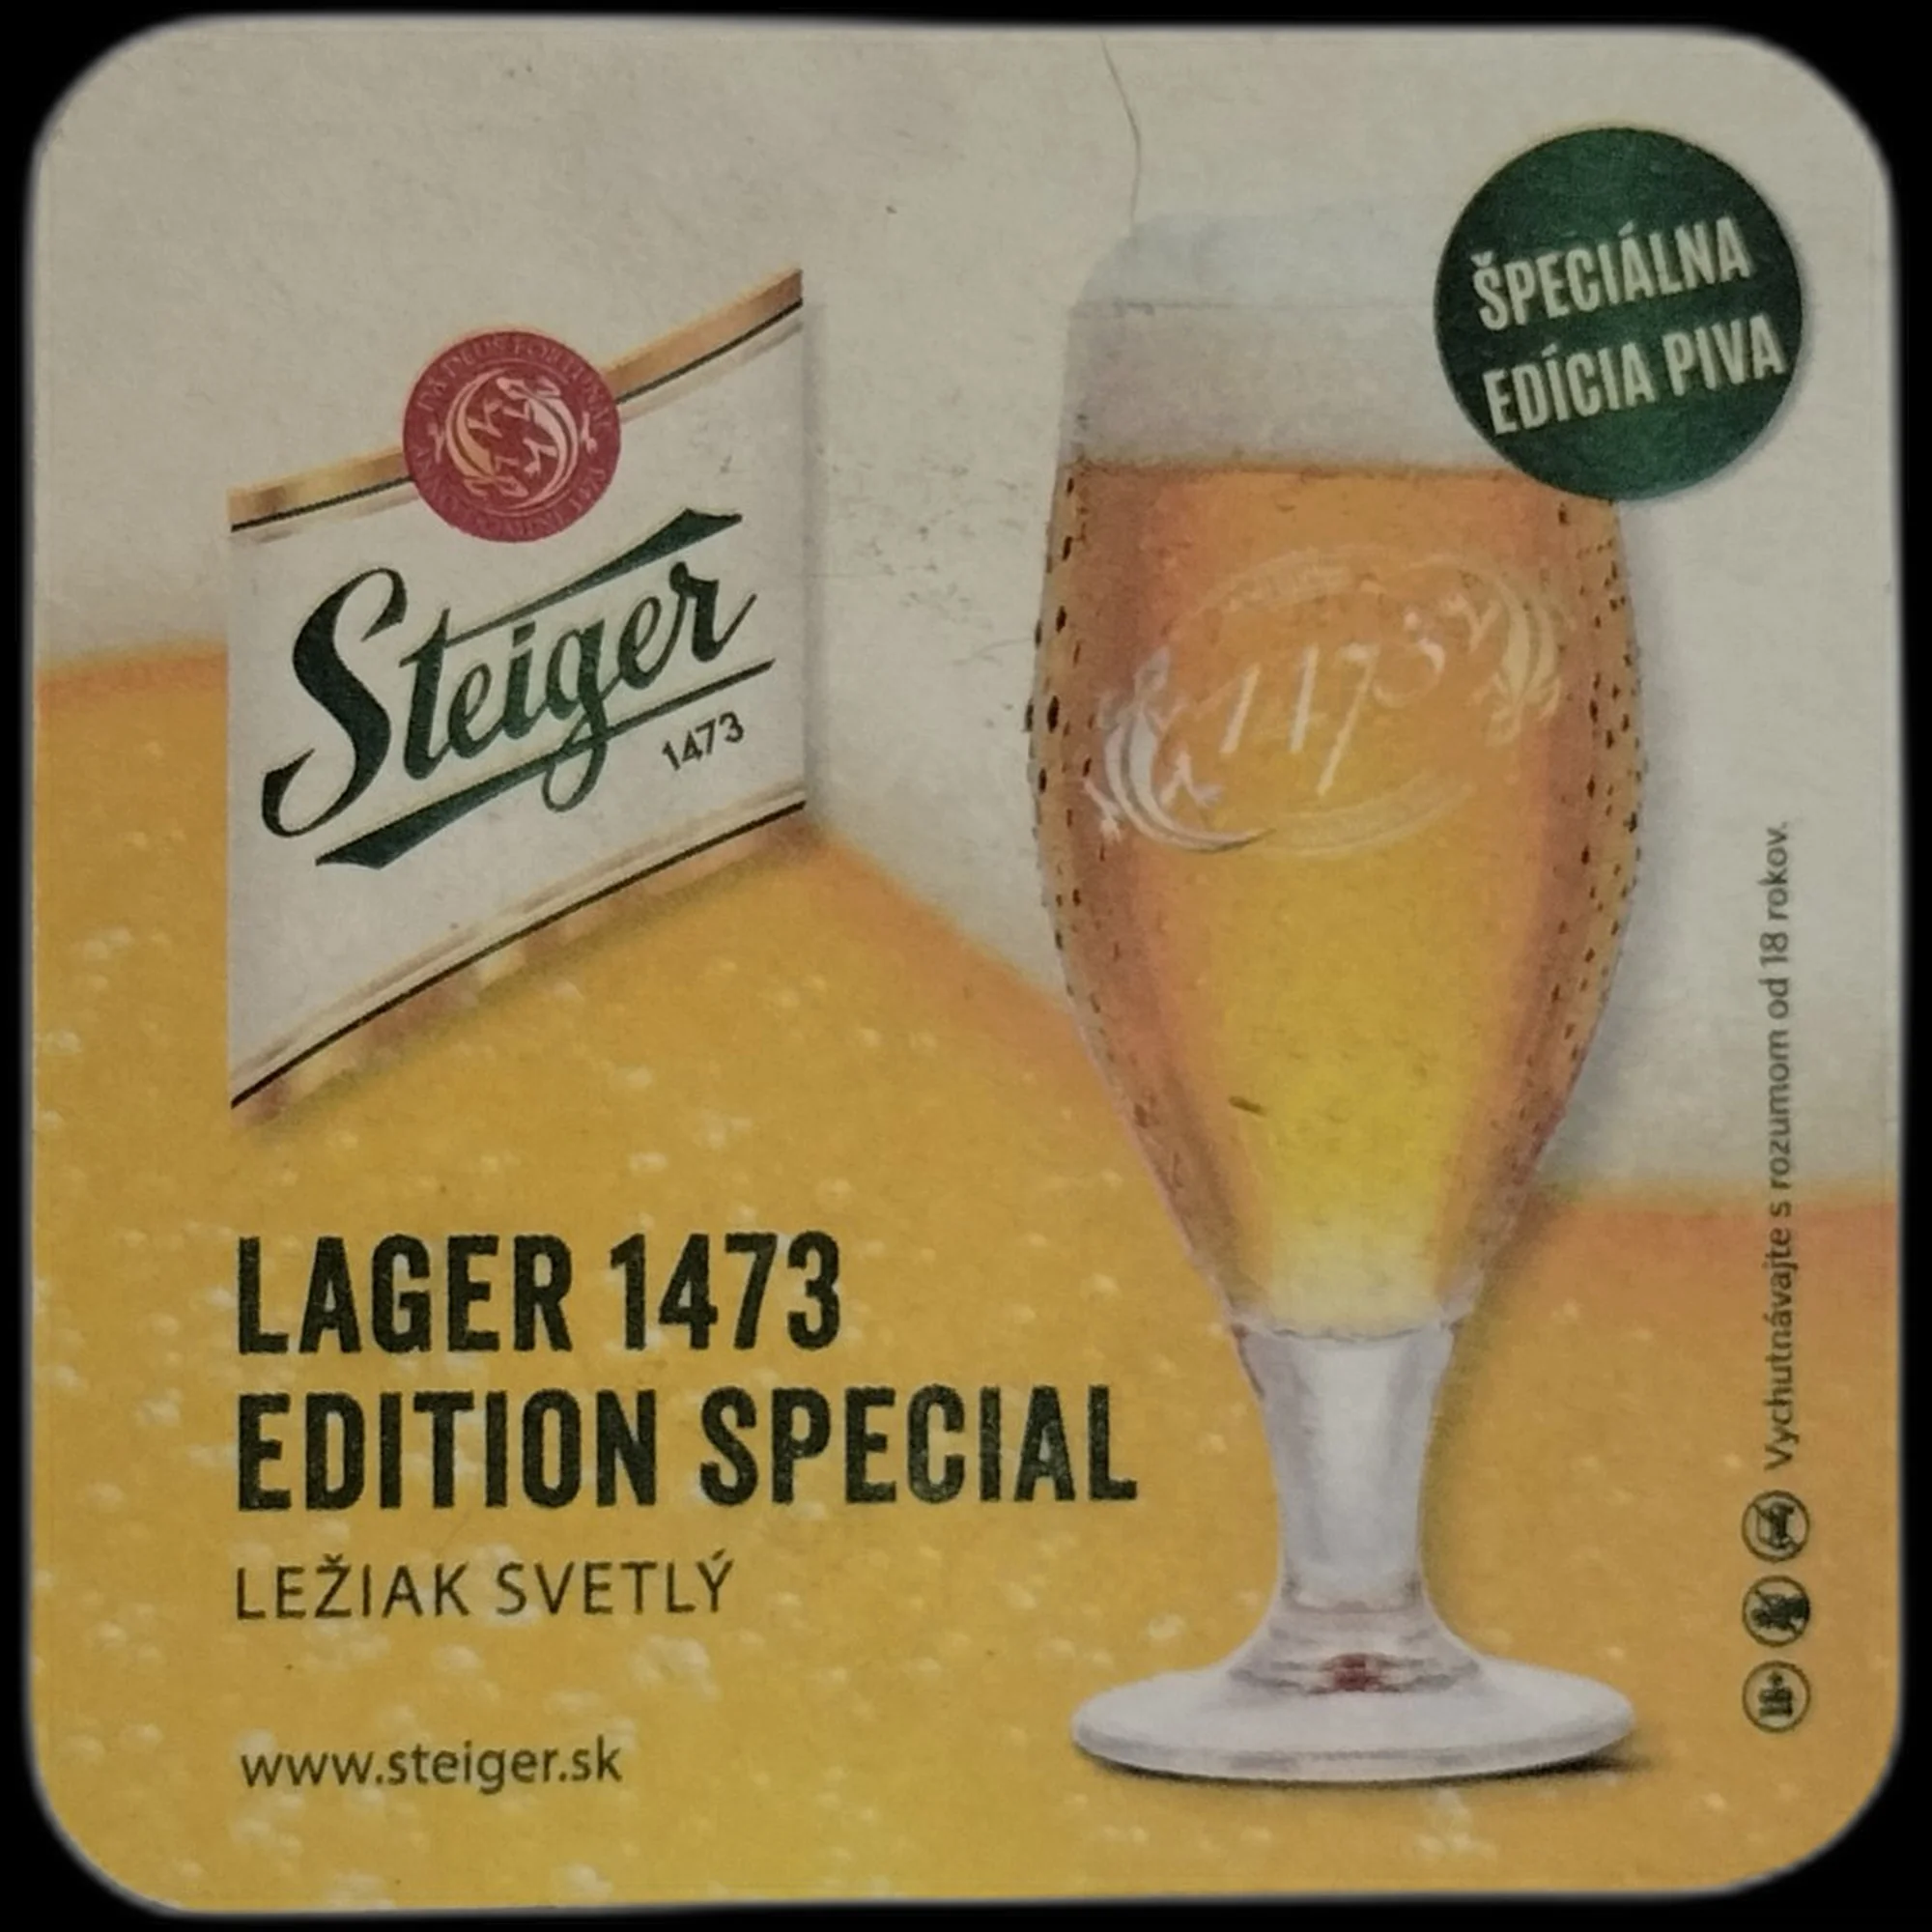 ŠPECIÁLNA
EDÍCIA PIVA
Steiger
1473
1473
LAGER 1473
EDITION SPECIAL
LEŽIAK SVETLÝ
www.steiger.sk
18+
Vychutnávajte s rozumom od 18 rokov.